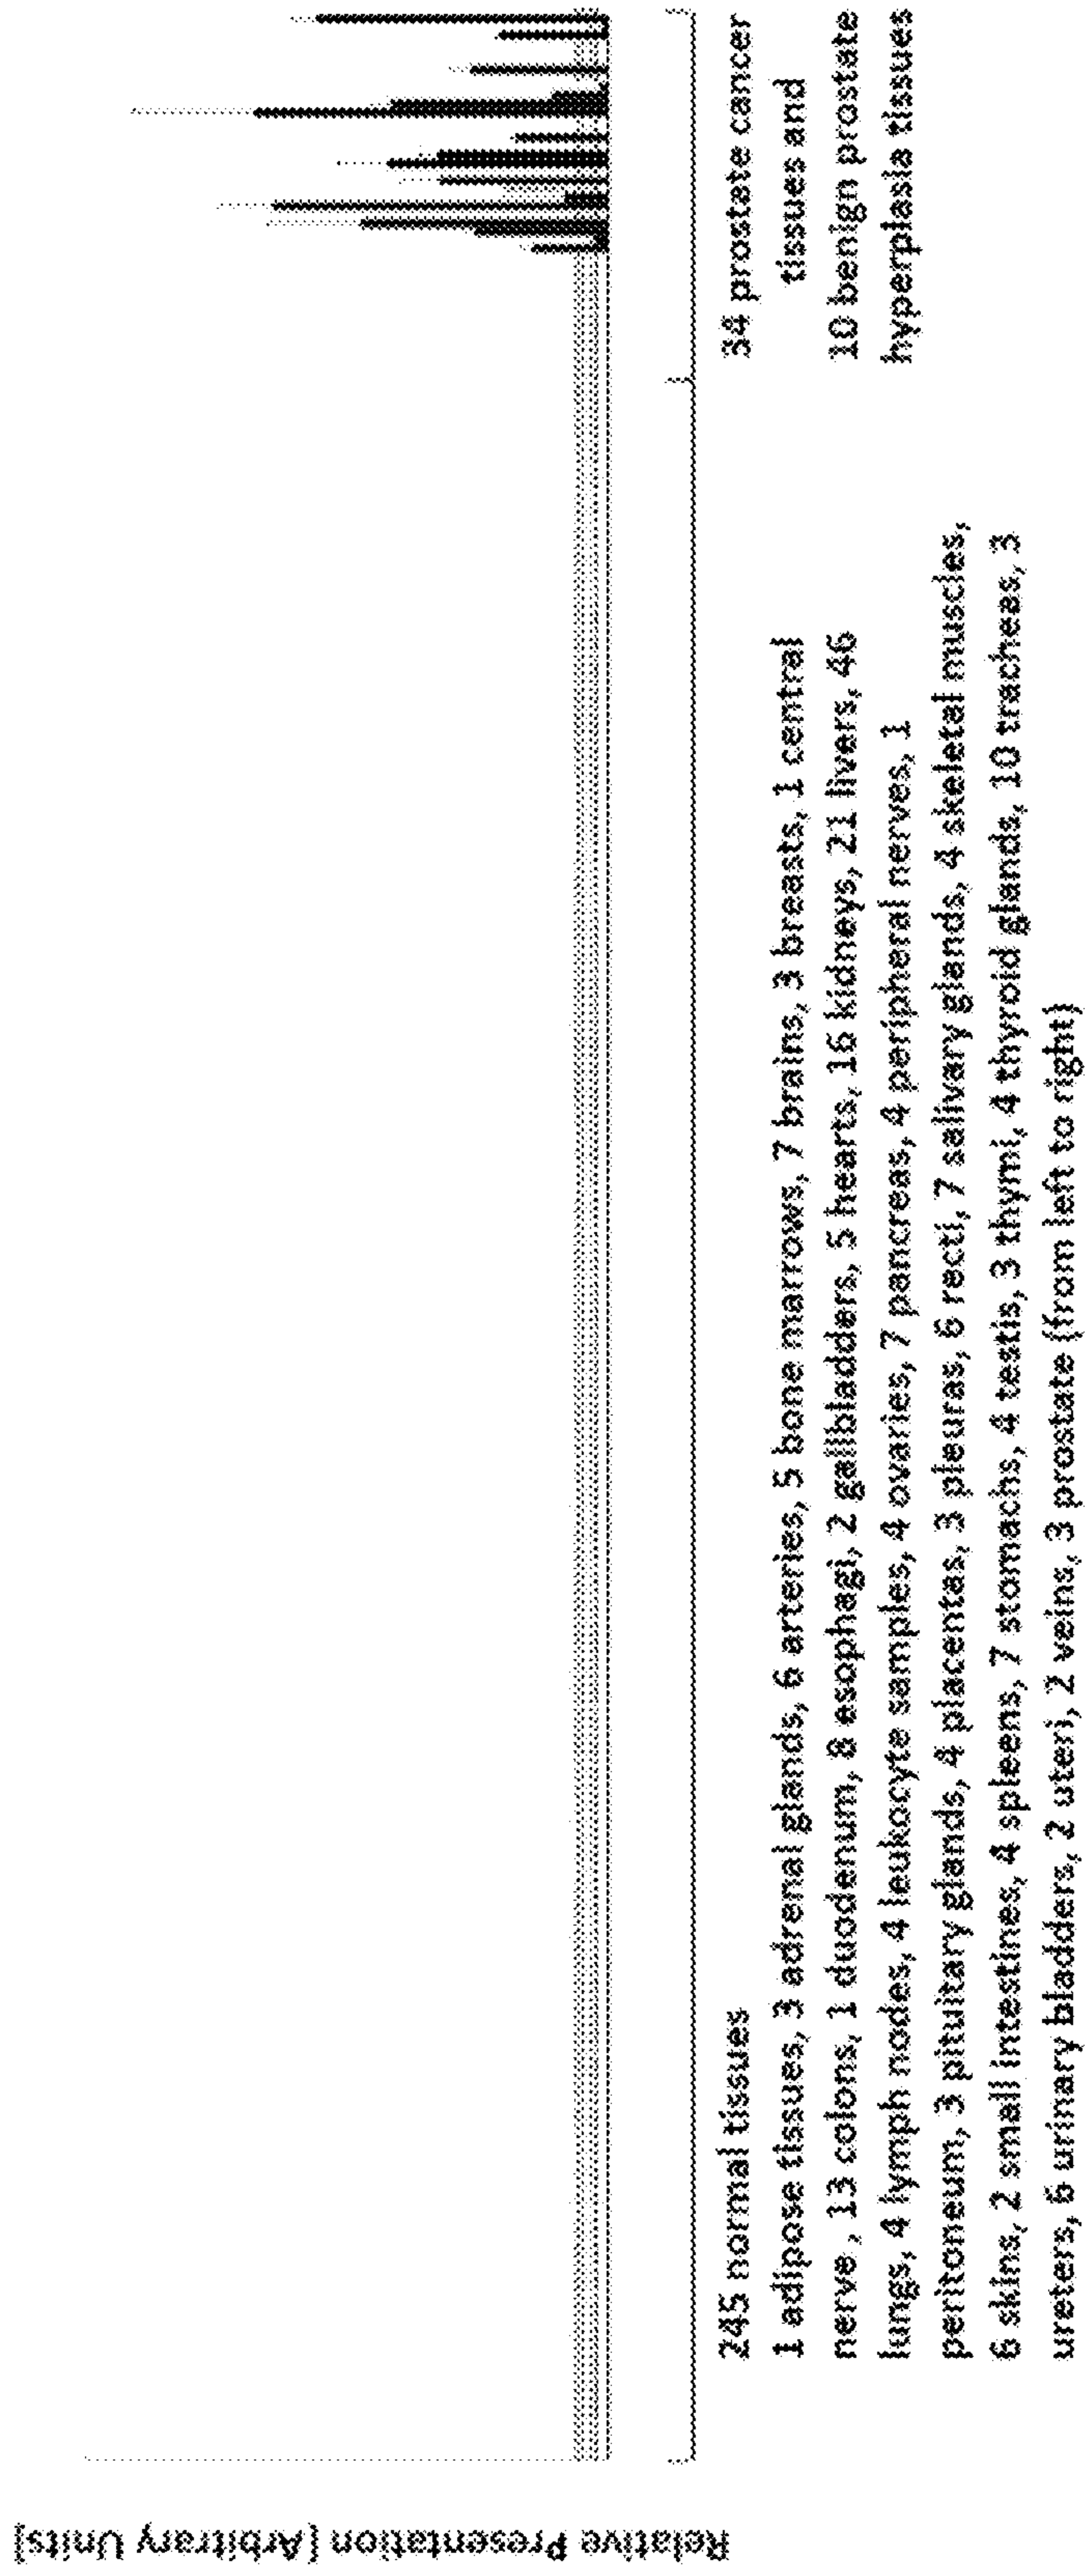 Relative Presentation [Arbitrary Units]
245 normal tissues
1 adipose tissues, 3 adrenal glands, 6 arteries, 5 bone marrows, 7 brains, 3 breasts, 1 central
nerve , 13 colons, 1 duodenum, 8 esophagi, 2 gallbladders, 5 hearts, 16 kidneys, 21 livers, 46
lungs, 4 lymph nodes, 4 leukocyte samples, 4 ovaries, 7 pancreas, 4 peripheral nerves, 1
peritoneum, 3 pituitary glands, 4 placentas, 3 pleuras, 6 recti, 7 salivary glands, 4 skeletal muscles,
6 skins, 2 small intestines, 4 spleens, 7 stomachs, 4 testis, 3 thymi, 4 thyroid glands, 10 tracheas, 3
ureters, 6 urinary bladders, 2 uteri, 2 veins, 3 prostate (from left to right)
34 prostate cancer
tissues and
10 benign prostate
hyperplasia tissues